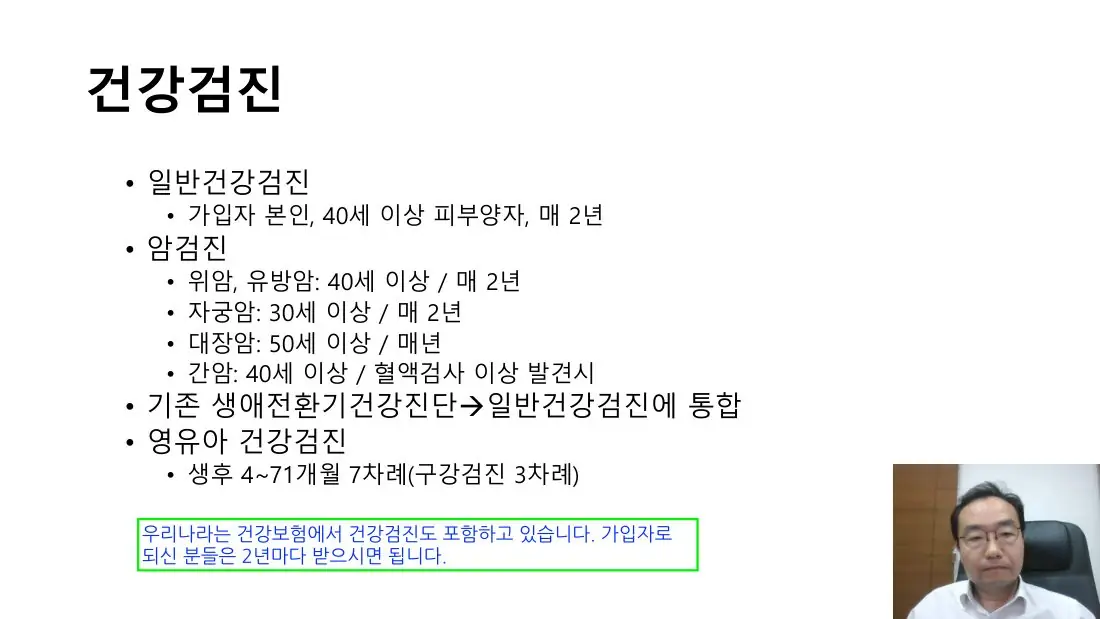 건강검진
• 일반건강검진
• 가입자 본인, 40세 이상 피부양자, 매 2년
• 암검진
• 위암, 유방암: 40세 이상 / 매 2년
• 자궁암: 30세 이상 / 매 2년
• 대장암: 50세 이상 / 매년
• 간암: 40세 이상 / 혈액검사 이상 발견시
• 기존 생애전환기건강진단→일반건강검진에 통합
• 영유아 건강검진
• 생후 4~71개월 7차례(구강검진 3차례)
우리나라는 건강보험에서 건강검진도 포함하고 있습니다. 가입자로
되신 분들은 2년마다 받으시면 됩니다.